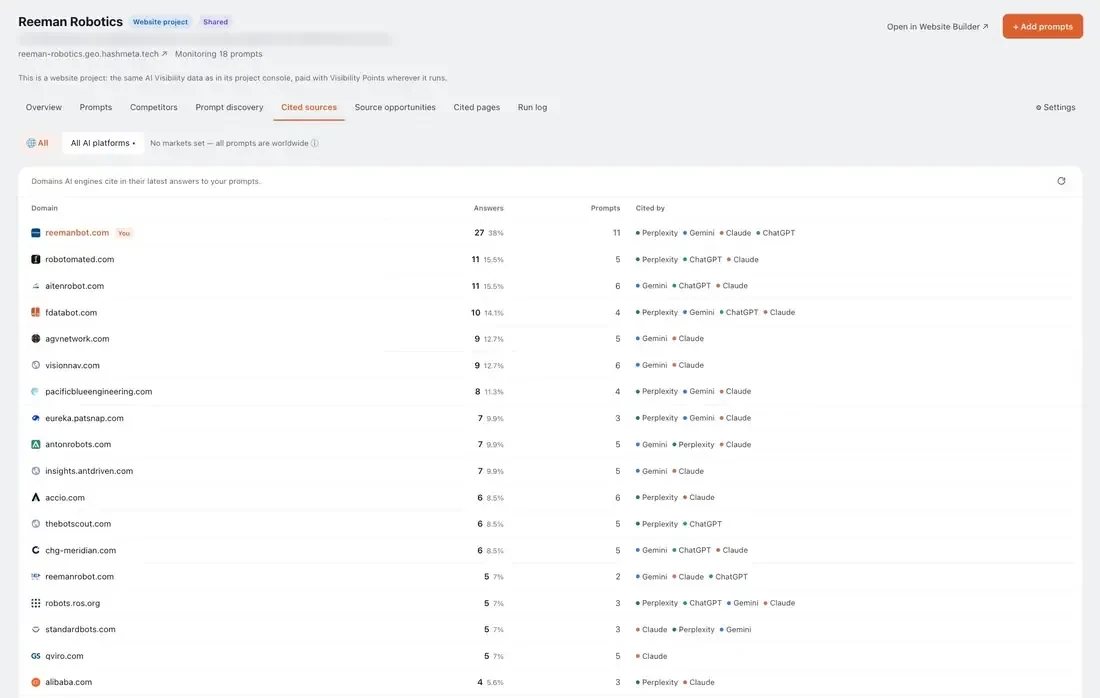 Reeman Robotics Website project Shared
Open in Website Builder ↗ + Add prompts
reeman-robotics.geo.hashmeta.tech ↗ Monitoring 18 prompts
This is a website project: the same AI Visibility data as in its project console, paid with Visibility Points wherever it runs.
Overview Prompts Competitors Prompt discovery Cited sources Source opportunities Cited pages Run log Settings
All All AI platforms No markets set — all prompts are worldwide
Domains AI engines cite in their latest answers to your prompts.
Domain Answers Prompts Cited by
reemanbot.com You 27 38% 11 Perplexity Gemini Claude ChatGPT
robotomated.com 11 15.5% 5 Perplexity ChatGPT Claude
aitenrobot.com 11 15.5% 6 Gemini ChatGPT Claude
fdatabot.com 10 14.1% 4 Perplexity Gemini ChatGPT Claude
agvnetwork.com 9 12.7% 5 Gemini Claude
visionnav.com 9 12.7% 6 Gemini Claude
pacificblueengineering.com 8 11.3% 4 Perplexity Gemini Claude
eureka.patsnap.com 7 9.9% 3 Perplexity Gemini Claude
antonrobots.com 7 9.9% 5 Gemini Perplexity Claude
insights.antdriven.com 7 9.9% 5 Gemini Claude
accio.com 6 8.5% 6 Perplexity Claude
thebotscout.com 6 8.5% 5 Perplexity ChatGPT
chg-meridian.com 6 8.5% 5 Gemini ChatGPT Claude
reemanrobot.com 5 7% 2 Gemini Claude ChatGPT
robots.ros.org 5 7% 3 Perplexity ChatGPT Gemini Claude
standardbots.com 5 7% 3 Claude Perplexity Gemini
qviro.com 5 7% 5 Claude
alibaba.com 4 5.6% 3 Perplexity Claude